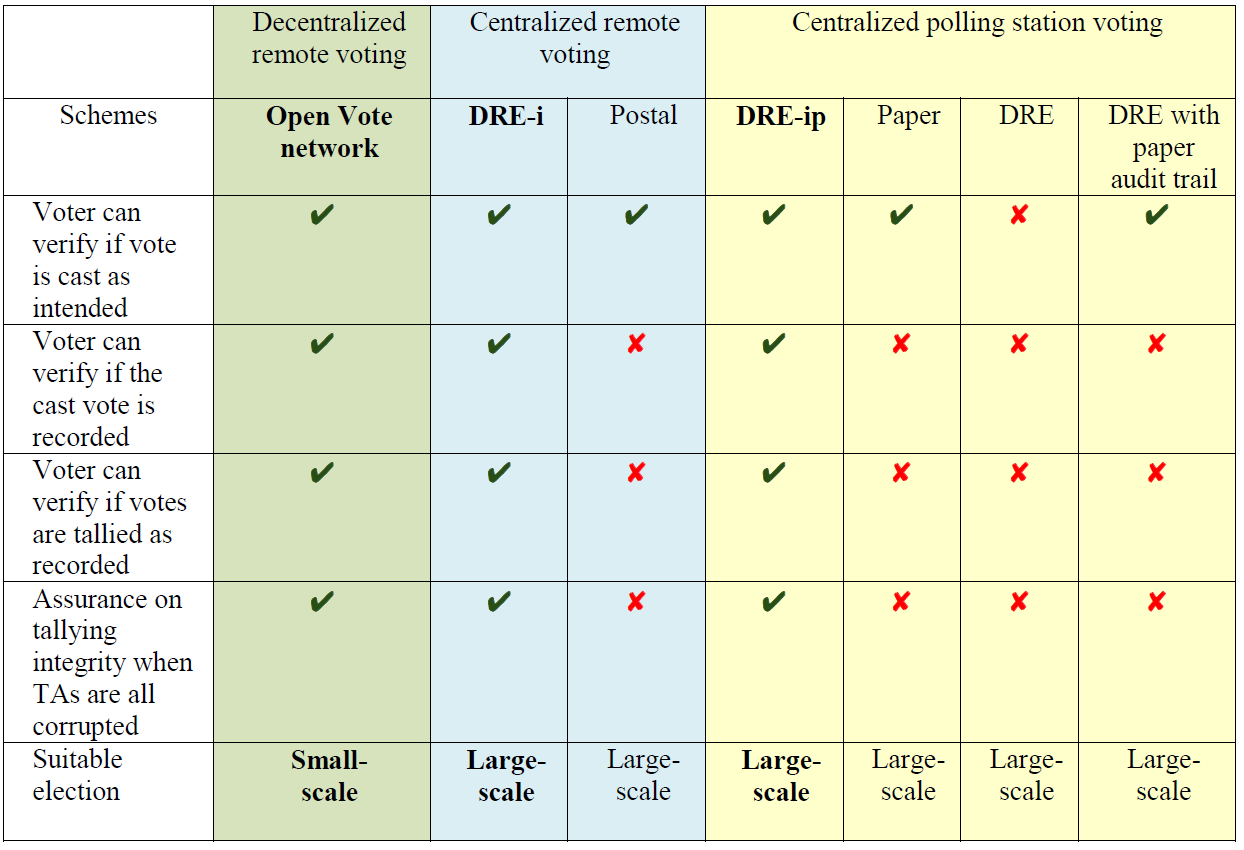 Decentralized
remote voting
Centralized remote
voting
Centralized polling station voting
Schemes
Open Vote
network
DRE-i
Postal
DRE-ip
Paper
DRE
DRE with
paper
audit trail
Voter can
verify if vote
is cast as
intended
✔ ✔ ✔ ✔ ✔ ✘ ✔
Voter can
verify if the
cast vote is
recorded
✔ ✔ ✘ ✔ ✘ ✘ ✘
Voter can
verify if votes
are tallied as
recorded
✔ ✔ ✘ ✔ ✘ ✘ ✘
Assurance on
tallying
integrity when
TAs are all
corrupted
✔ ✔ ✘ ✔ ✘ ✘ ✘
Suitable
election
Small-
scale
Large-
scale
Large-
scale
Large-
scale
Large-
scale
Large-
scale
Large-
scale